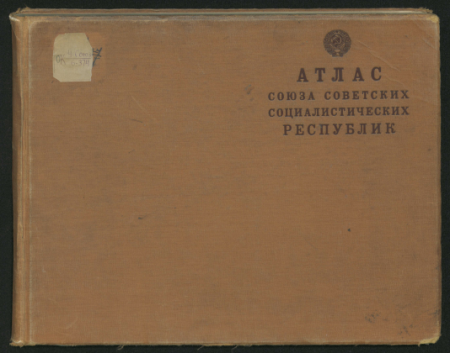 АТЛАС
СОЮЗА СОВЕТСКИХ
СОЦИАЛИСТИЧЕСКИХ
РЕСПУБЛИК